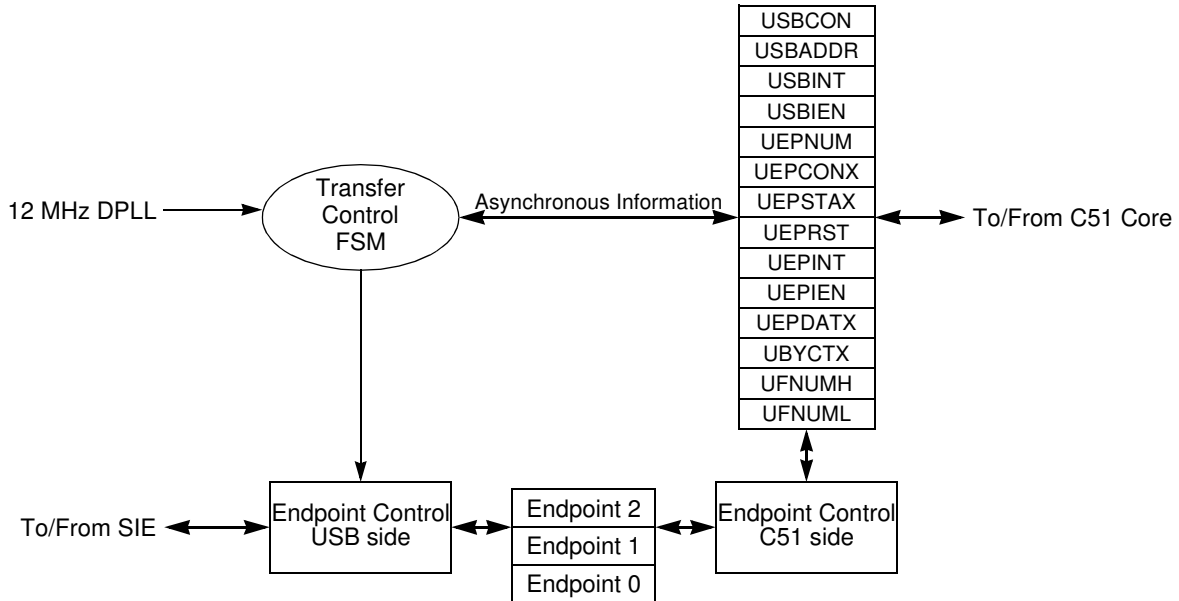 USBCON
USBADDR
USBINT
USBIEN
UEPNUM
UEPCONX
UEPSTAX
UEPRST
UEPINT
UEPIEN
UEPDATX
UBYCTX
UFNUMH
UFNUML
12 MHz DPLL
Transfer
Control
FSM
Asynchronous Information
To/From C51 Core
To/From SIE
Endpoint Control
USB side
Endpoint 2
Endpoint 1
Endpoint 0
Endpoint Control
C51 side